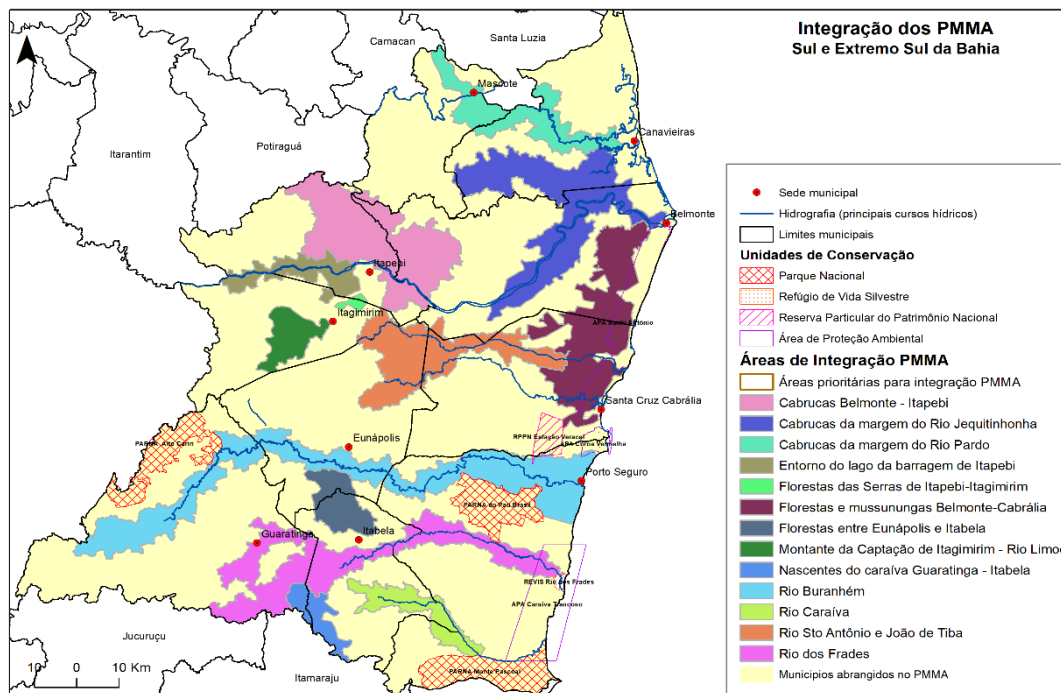 Integração dos PMMA
Sul e Extremo Sul da Bahia
N
Santa Luzia
Camacan
Mascote
Canavieiras
Itarantim
Potiraguá
Belmonte
Itapebi
Itagimirim
APA Santo Antônio
Santa Cruz Cabrália
RPPN Estação Veracel
APA Coroa Vermelha
PARNA Alto Cariri
Eunápolis
Porto Seguro
PARNA do Pau Brasil
Guaratinga
Itabela
REVIS Rio dos Frades
APA Caraíva Trancoso
Jucuruçu
PARNA Monte Pascoal
Itamaraju
10 0 10 Km
Sede municipal
Hidrografia (principais cursos hídricos)
Limites municipais
Unidades de Conservação
Parque Nacional
Refúgio de Vida Silvestre
Reserva Particular do Patrimônio Nacional
Área de Proteção Ambiental
Áreas de Integração PMMA
Áreas prioritárias para integração PMMA
Cabrucas Belmonte - Itapebi
Cabrucas da margem do Rio Jequitinhonha
Cabrucas da margem do Rio Pardo
Entorno do lago da barragem de Itapebi
Florestas das Serras de Itapebi-Itagimirim
Florestas e mussunungas Belmonte-Cabrália
Florestas entre Eunápolis e Itabela
Montante da Captação de Itagimirim - Rio Limoe
Nascentes do caraíva Guaratinga - Itabela
Rio Buranhém
Rio Caraíva
Rio Sto Antônio e João de Tiba
Rio dos Frades
Municipios abrangidos no PMMA